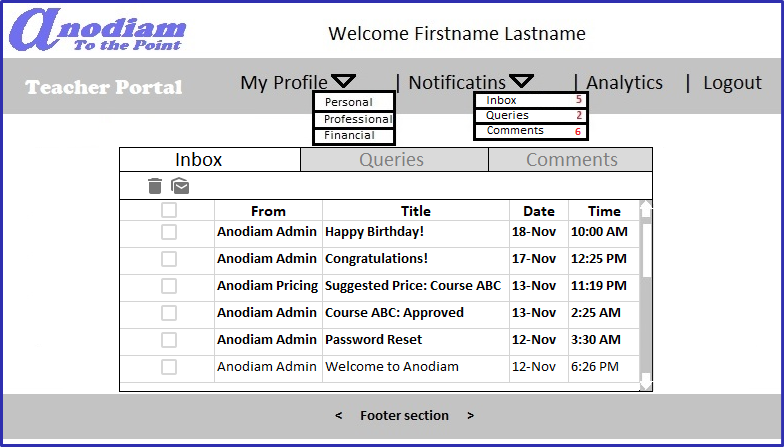 Anodiam
To the Point
Welcome Firstname Lastname
Teacher Portal
My Profile | Notificatins | Analytics | Logout
Personal
Professional
Financial
Inbox 5
Queries 2
Comments 6
Inbox Queries Comments
From Title Date Time
Anodiam Admin Happy Birthday! 18-Nov 10:00 AM
Anodiam Admin Congratulations! 17-Nov 12:25 PM
Anodiam Pricing Suggested Price: Course ABC 13-Nov 11:19 PM
Anodiam Admin Course ABC: Approved 13-Nov 2:25 AM
Anodiam Admin Password Reset 12-Nov 3:30 AM
Anodiam Admin Welcome to Anodiam 12-Nov 6:26 PM
< Footer section >